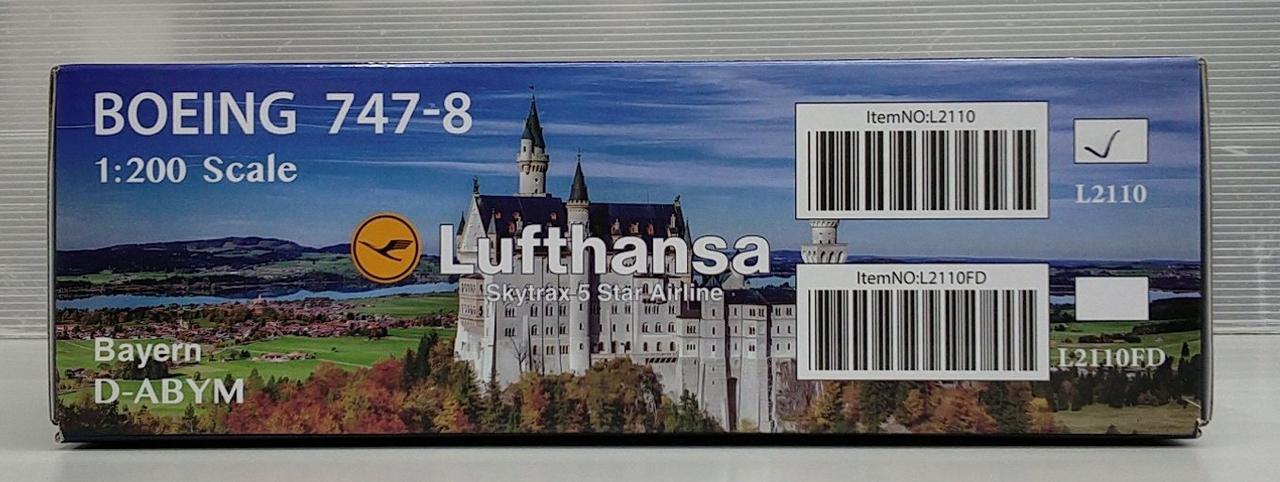 BOEING 747-8
1:200 Scale
Lufthansa
Skytrax 5 Star Airline
Bayern
D-ABYM
ItemNO:L2110
L2110
ItemNO:L2110FD
L2110FD